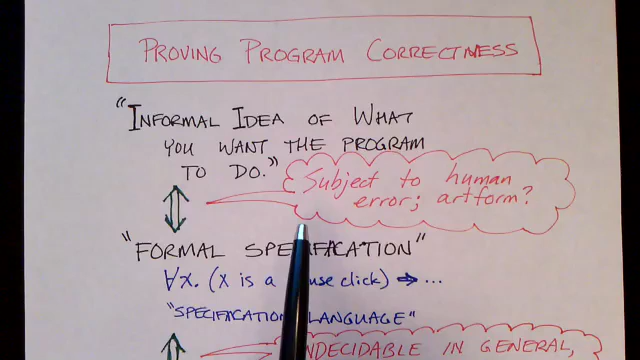 PROVING PROGRAM CORRECTNESS
"INFORMAL IDEA OF WHAT
YOU WANT THE PROGRAM
TO DO."
Subject to human
error; artform?
"FORMAL SPECIFICATION"
∀x. (x is a use click) ⇒ ...
"SPECIFICATION LANGUAGE"
UNDECIDABLE IN GENERAL,